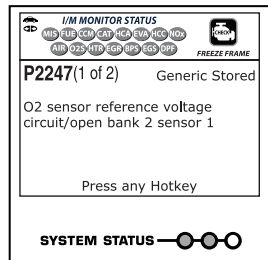 I/M MONITOR STATUS
MIS FUE CCM CAT HCA EVA HCC NOx
AIR O2S HTR EGR BPS EGS DPF
CHECK
FREEZE FRAME
P2247(1 of 2) Generic Stored
O2 sensor reference voltage
circuit/open bank 2 sensor 1
Press any Hotkey
SYSTEM STATUS